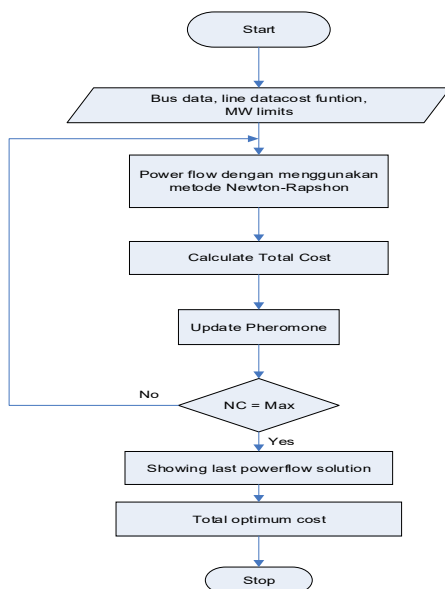 Start
Bus data, line datacost funtion,
MW limits
Power flow dengan menggunakan
metode Newton-Rapshon
Calculate Total Cost
Update Pheromone
No
NC = Max
Yes
Showing last powerflow solution
Total optimum cost
Stop